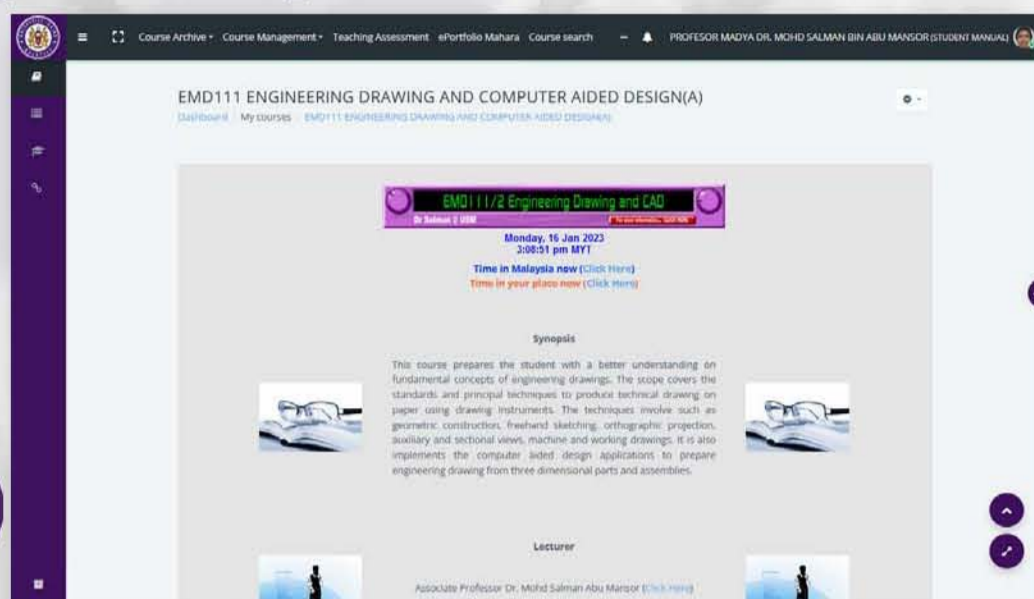 Course Archive Course Management Teaching Assessment ePortfolio Mahara Course search PROFESOR MADYA DR. MOHD SALMAN BIN ABU MANSOR (STUDENT MANUAL)
EMD111 ENGINEERING DRAWING AND COMPUTER AIDED DESIGN(A)
Dashboard My courses EMD111 ENGINEERING DRAWING AND COMPUTER AIDED DESIGN(A)
EMD111/2 Engineering Drawing and CAD
Dr Salman @ USM
Monday, 16 Jan 2023
3:08:51 pm MYT
Time in Malaysia now (Click Here)
Time in your place now (Click Here)
Synopsis
This course prepares the student with a better understanding on
fundamental concepts of engineering drawings. The scope covers the
standards and principal techniques to produce technical drawing on
paper using drawing instruments. The techniques involve such as
geometric construction, freehand sketching, orthographic projection,
auxiliary and sectional views, machine and working drawings. It is also
implements the computer aided design applications to prepare
engineering drawing from three dimensional parts and assemblies.
Lecturer
Associate Professor Dr. Mohd Salman Abu Mansor (Click Here)